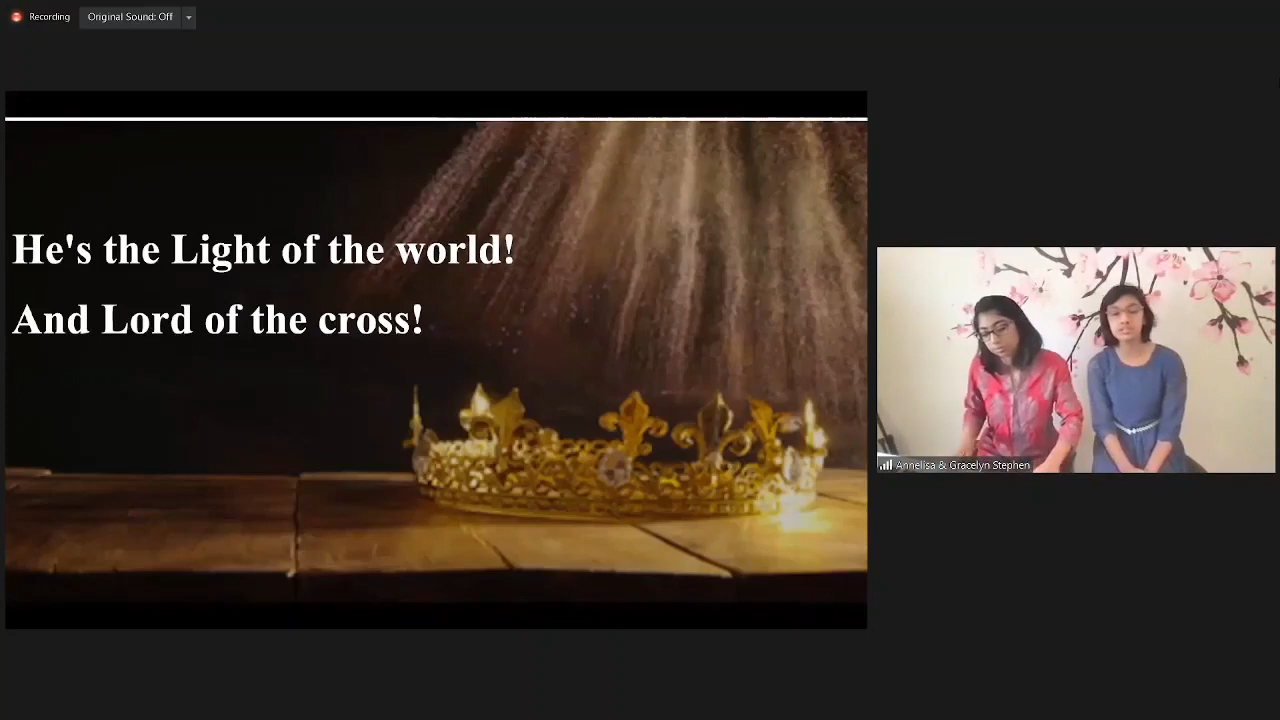 Recording
Original Sound: Off
He's the Light of the world!
And Lord of the cross!
Annelisa & Gracelyn Stephen